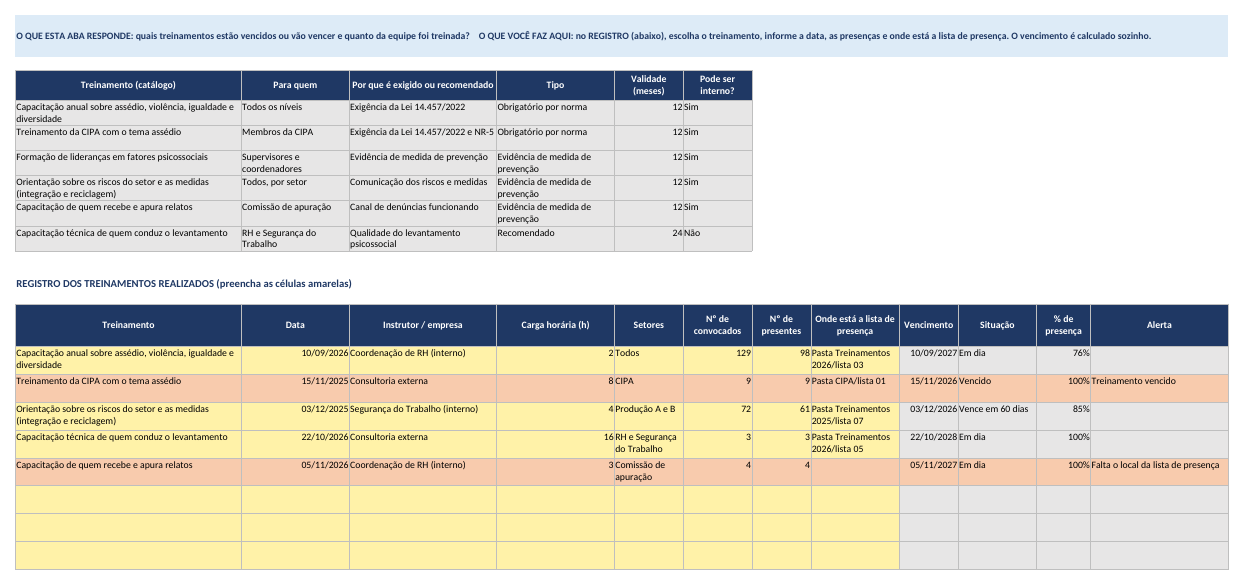 O QUE ESTA ABA RESPONDE: quais treinamentos estão vencidos ou vão vencer e quanto da equipe foi treinada? O QUE VOCÊ FAZ AQUI: no REGISTRO (abaixo), escolha o treinamento, informe a data, as presenças e onde está a lista de presença. O vencimento é calculado sozinho.
Treinamento (catálogo) Para quem Por que é exigido ou recomendado Tipo Validade (meses) Pode ser interno?
Capacitação anual sobre assédio, violência, igualdade e diversidade Todos os níveis Exigência da Lei 14.457/2022 Obrigatório por norma 12 Sim
Treinamento da CIPA com o tema assédio Membros da CIPA Exigência da Lei 14.457/2022 e NR-5 Obrigatório por norma 12 Sim
Formação de lideranças em fatores psicossociais Supervisores e coordenadores Evidência de medida de prevenção Evidência de medida de prevenção 12 Sim
Orientação sobre os riscos do setor e as medidas (integração e reciclagem) Todos, por setor Comunicação dos riscos e medidas Evidência de medida de prevenção 12 Sim
Capacitação de quem recebe e apura relatos Comissão de apuração Canal de denúncias funcionando Evidência de medida de prevenção 12 Sim
Capacitação técnica de quem conduz o levantamento RH e Segurança do Trabalho Qualidade do levantamento psicossocial Recomendado 24 Não
REGISTRO DOS TREINAMENTOS REALIZADOS (preencha as células amarelas)
Treinamento Data Instrutor / empresa Carga horária (h) Setores Nº de convocados Nº de presentes Onde está a lista de presença Vencimento Situação % de presença Alerta
Capacitação anual sobre assédio, violência, igualdade e diversidade 10/09/2026 Coordenação de RH (interno) 2 Todos 129 98 Pasta Treinamentos 2026/lista 03 10/09/2027 Em dia 76%
Treinamento da CIPA com o tema assédio 15/11/2025 Consultoria externa 8 CIPA 9 9 Pasta CIPA/lista 01 15/11/2026 Vencido 100% Treinamento vencido
Orientação sobre os riscos do setor e as medidas (integração e reciclagem) 03/12/2025 Segurança do Trabalho (interno) 4 Produção A e B 72 61 Pasta Treinamentos 2025/lista 07 03/12/2026 Vence em 60 dias 85%
Capacitação técnica de quem conduz o levantamento 22/10/2026 Consultoria externa 16 RH e Segurança do Trabalho 3 3 Pasta Treinamentos 2026/lista 05 22/10/2028 Em dia 100%
Capacitação de quem recebe e apura relatos 05/11/2026 Coordenação de RH (interno) 3 Comissão de apuração 4 4 05/11/2027 Em dia 100% Falta o local da lista de presença